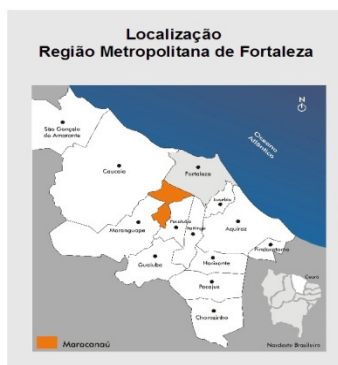 Localização
Região Metropolitana de Fortaleza
N
Oceano
Atlântico
São Gonçalo
do Amarante
Caucaia
Fortaleza
Eusébio
Maranguape
Pacatuba
Itaitinga
Aquiraz
Pindoretama
Guaiuba
Horizonte
Pacajus
Chorozinho
Ceará
Maracanaú
Nordeste Brasileiro